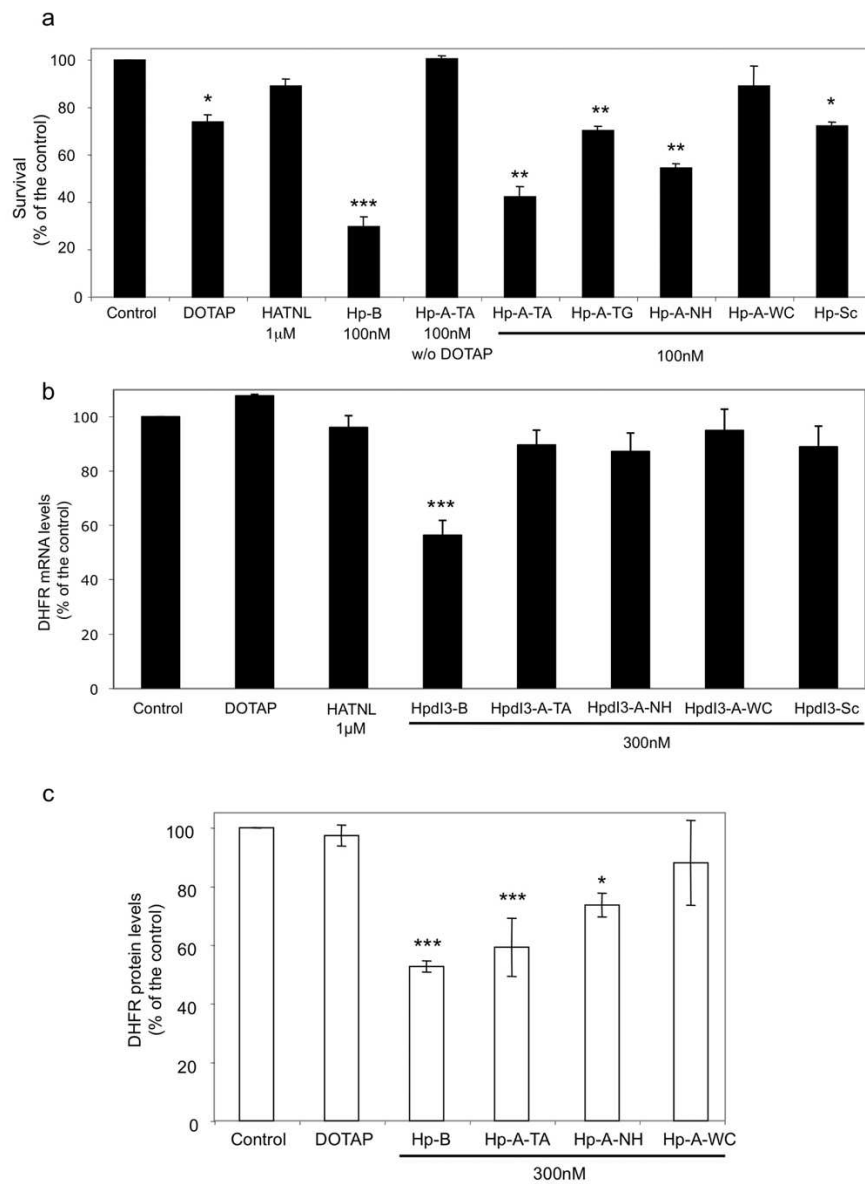 a
Survival
(% of the control)
100
80
60
40
20
0
*
***
**
**
**
*
Control
DOTAP
HATNL
1μM
Hp-B
100nM
Hp-A-TA
100nM
w/o DOTAP
Hp-A-TA
Hp-A-TG
Hp-A-NH
Hp-A-WC
Hp-Sc
100nM
b
DHFR mRNA levels
(% of the control)
100
80
60
40
20
0
***
Control
DOTAP
HATNL
1µM
HpdI3-B
HpdI3-A-TA
HpdI3-A-NH
HpdI3-A-WC
HpdI3-Sc
300nM
c
DHFR protein levels
(% of the control)
100
80
60
40
20
0
***
***
*
Control
DOTAP
Hp-B
Hp-A-TA
Hp-A-NH
Hp-A-WC
300nM